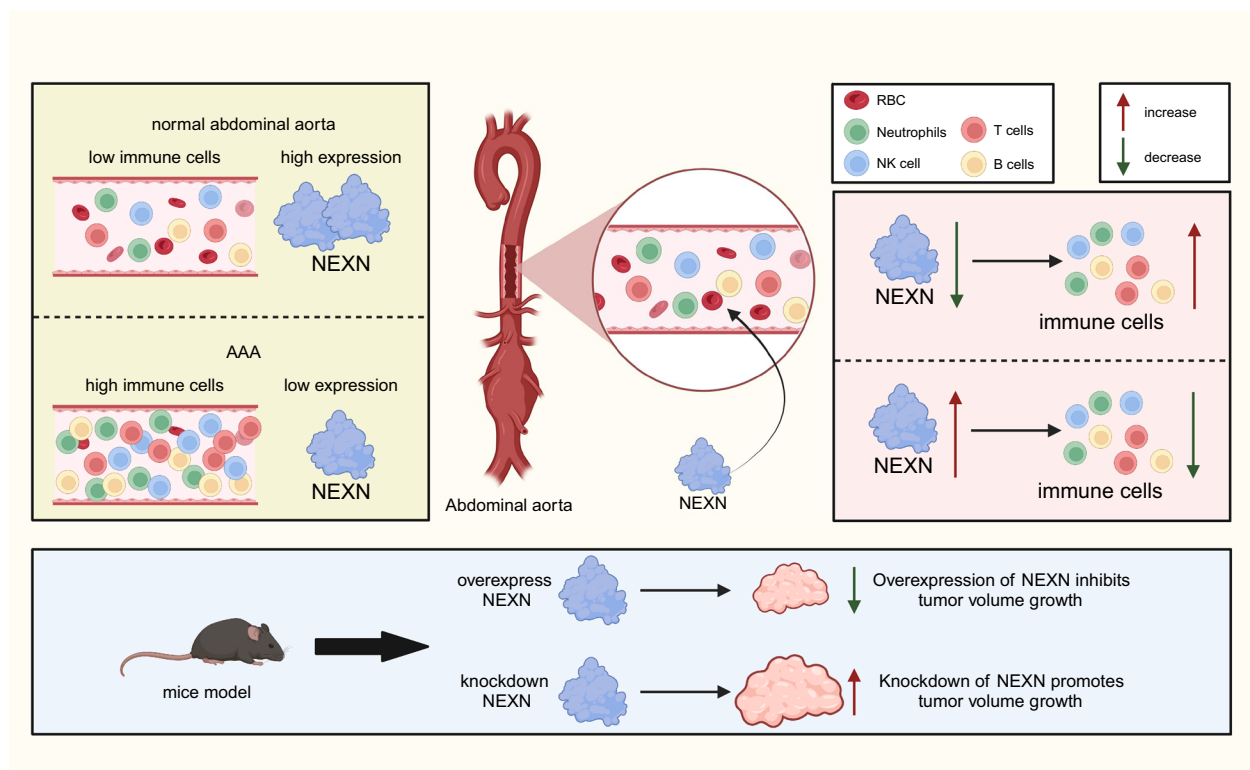 normal abdominal aorta
low immune cells
high expression
NEXN
AAA
high immune cells
low expression
NEXN
Abdominal aorta
NEXN
RBC
Neutrophils
T cells
NK cell
B cells
increase
decrease
NEXN
immune cells
NEXN
immune cells
mice model
overexpress
NEXN
Overexpression of NEXN inhibits
tumor volume growth
knockdown
NEXN
Knockdown of NEXN promotes
tumor volume growth